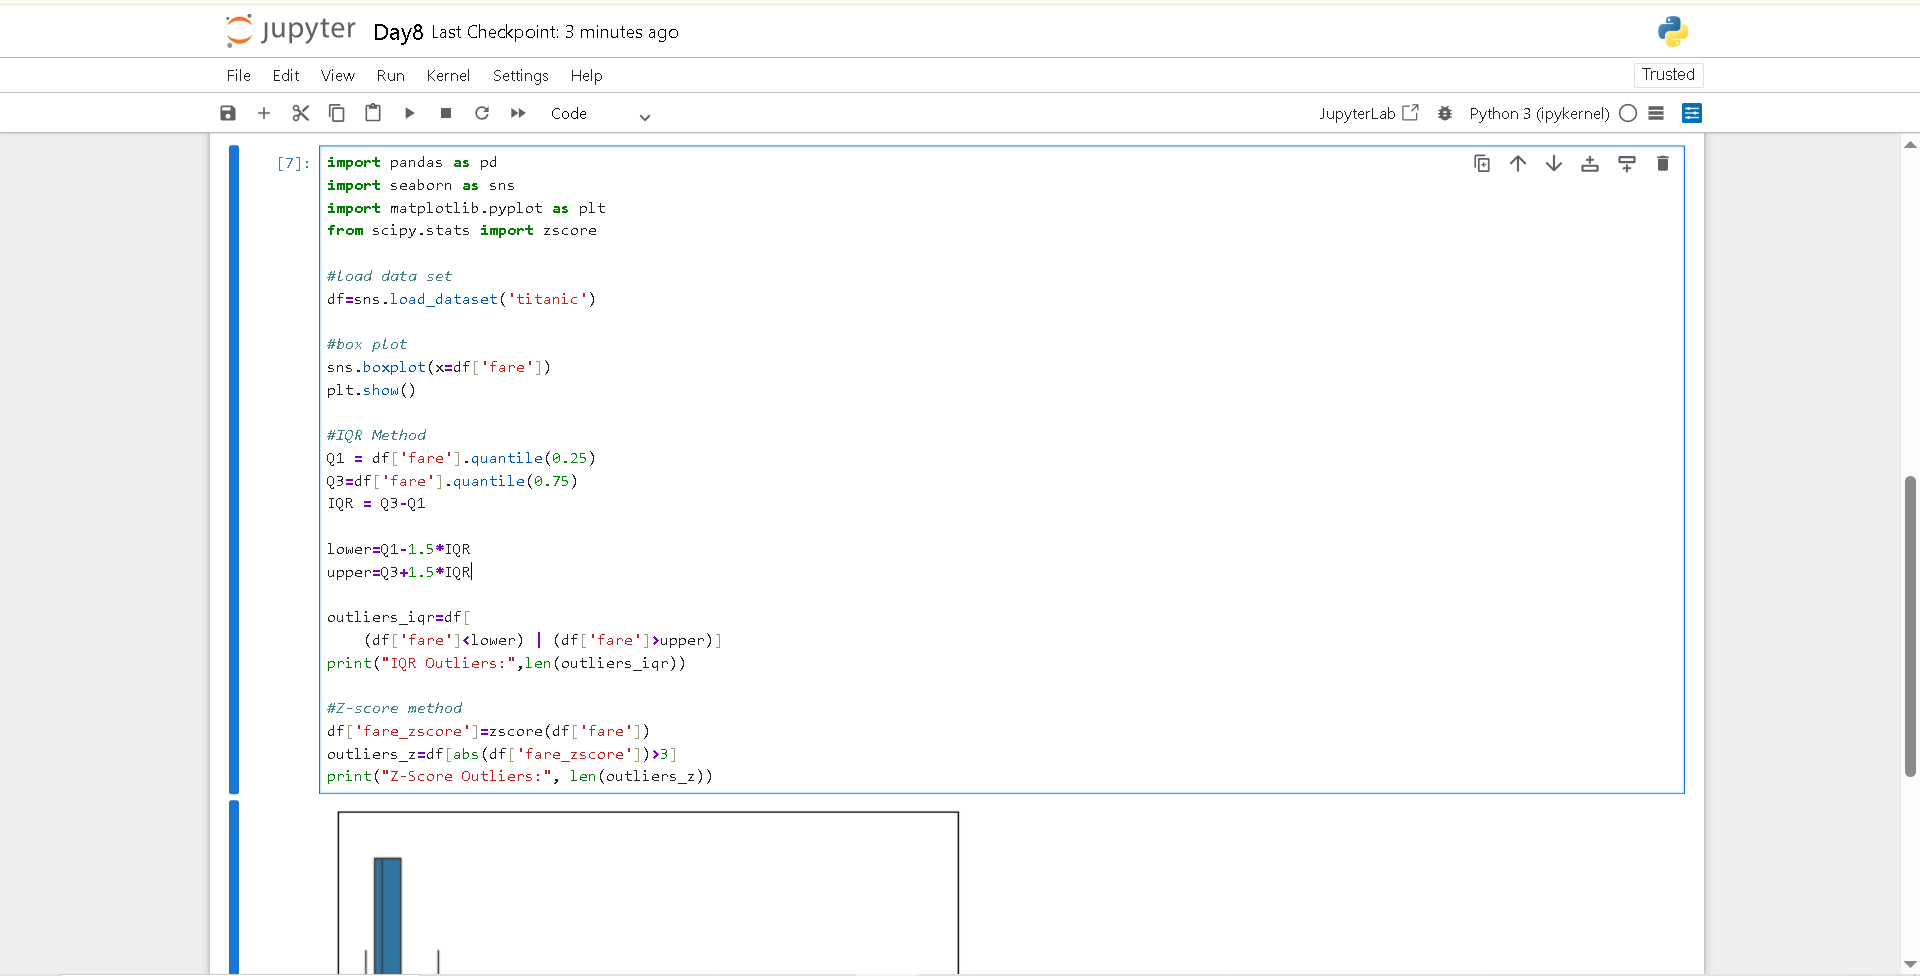 jupyter Day8 Last Checkpoint: 3 minutes ago
File Edit View Run Kernel Settings Help Trusted
Code JupyterLab Python 3 (ipykernel)
[7]: import pandas as pd
import seaborn as sns
import matplotlib.pyplot as plt
from scipy.stats import zscore
#load data set
df=sns.load_dataset('titanic')
#box plot
sns.boxplot(x=df['fare'])
plt.show()
#IQR Method
Q1 = df['fare'].quantile(0.25)
Q3=df['fare'].quantile(0.75)
IQR = Q3-Q1
lower=Q1-1.5*IQR
upper=Q3+1.5*IQR
outliers_iqr=df[
    (df['fare']<lower) | (df['fare']>upper)]
print("IQR Outliers:",len(outliers_iqr))
#Z-score method
df['fare_zscore']=zscore(df['fare'])
outliers_z=df[abs(df['fare_zscore'])>3]
print("Z-Score Outliers:", len(outliers_z))